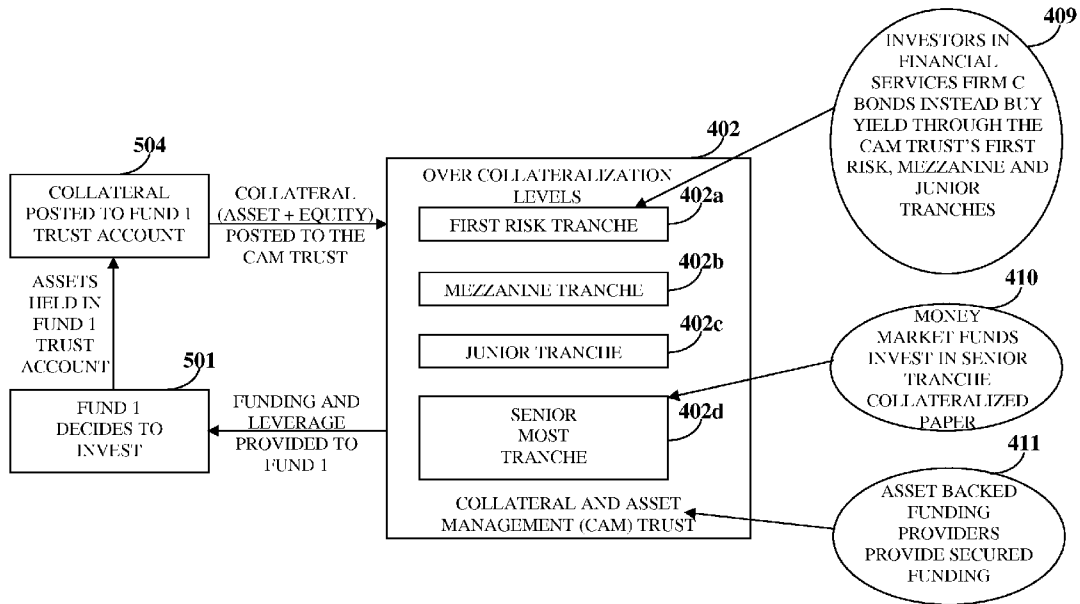 504
COLLATERAL
POSTED TO FUND 1
TRUST ACCOUNT
COLLATERAL
(ASSET + EQUITY)
POSTED TO THE
CAM TRUST
ASSETS
HELD IN
FUND 1
TRUST
ACCOUNT
501
FUND 1
DECIDES TO
INVEST
FUNDING AND
LEVERAGE
PROVIDED TO
FUND 1
402
OVER COLLATERALIZATION
LEVELS
402a
FIRST RISK TRANCHE
402b
MEZZANINE TRANCHE
402c
JUNIOR TRANCHE
402d
SENIOR
MOST
TRANCHE
COLLATERAL AND ASSET
MANAGEMENT (CAM) TRUST
409
INVESTORS IN
FINANCIAL
SERVICES FIRM C
BONDS INSTEAD BUY
YIELD THROUGH THE
CAM TRUST'S FIRST
RISK, MEZZANINE AND
JUNIOR
TRANCHES
410
MONEY
MARKET FUNDS
INVEST IN SENIOR
TRANCHE
COLLATERALIZED
PAPER
411
ASSET BACKED
FUNDING
PROVIDERS
PROVIDE SECURED
FUNDING